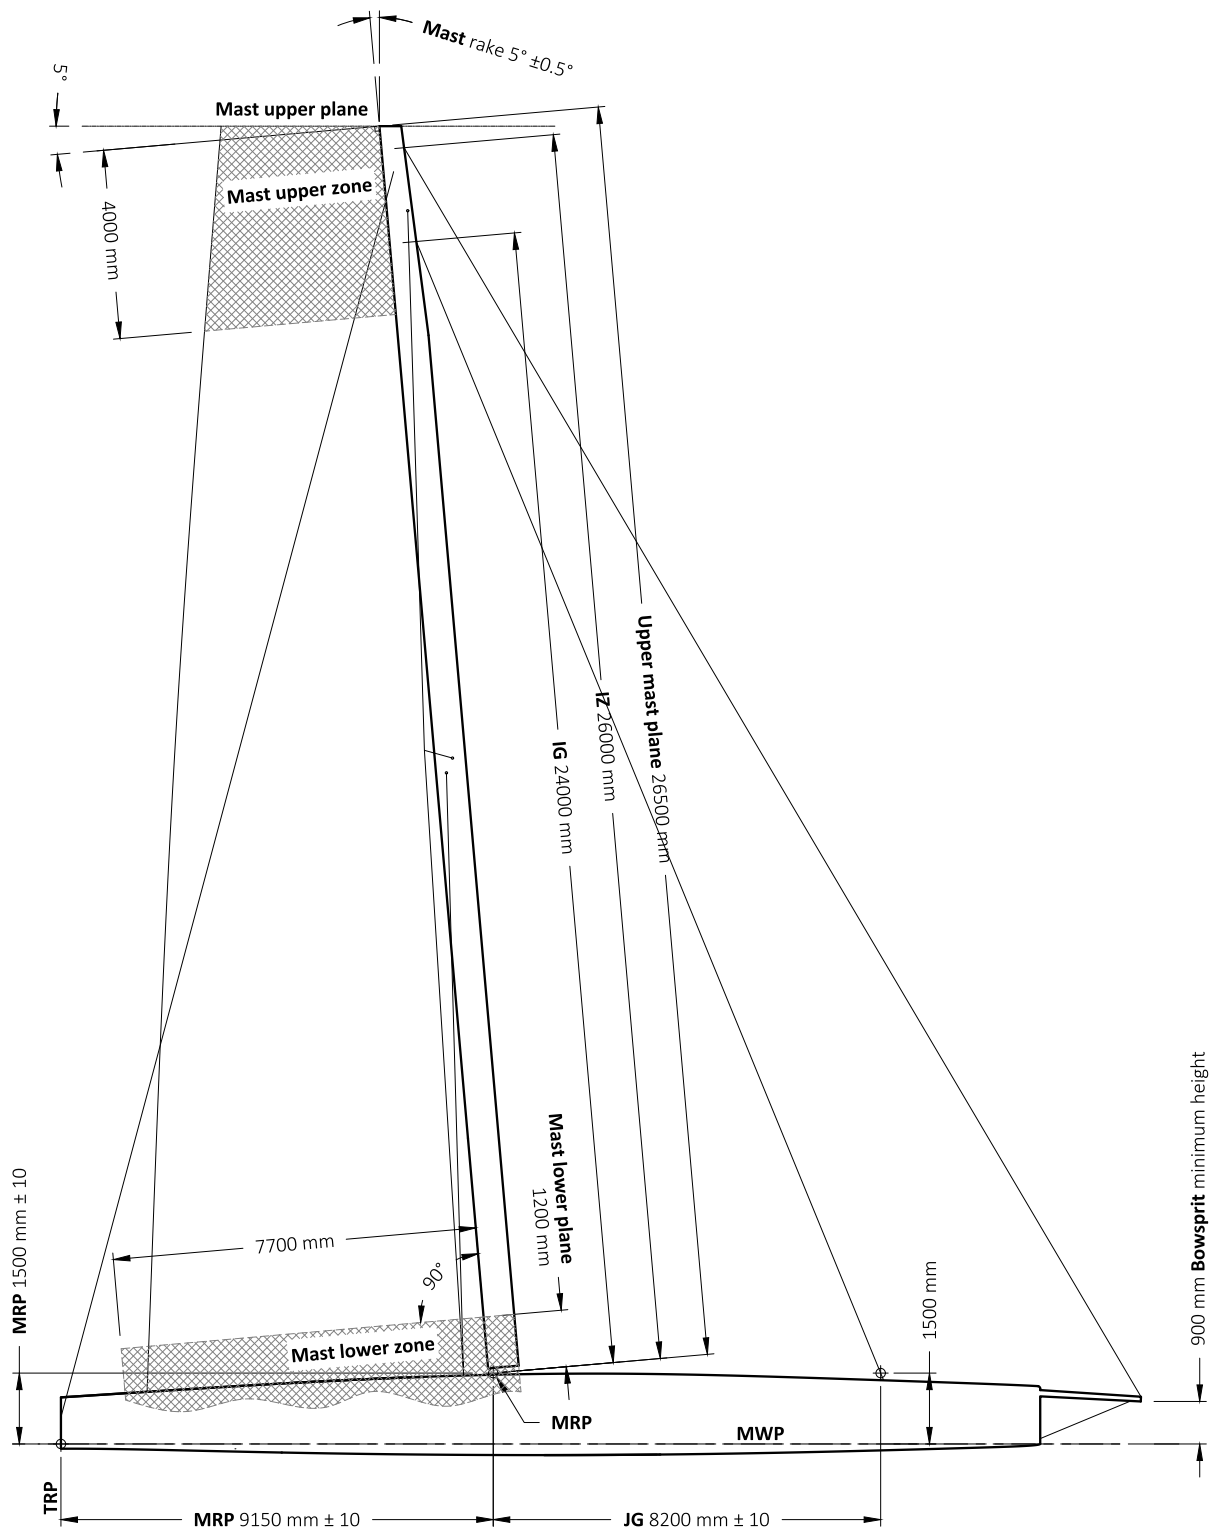 Mast rake 5° ±0.5°
5°
Mast upper plane
Mast upper zone
4000 mm
Upper mast plane 26500 mm
IZ 26000 mm
IG 24000 mm
Mast lower plane
1200 mm
900 mm Bowsprit minimum height
MRP 1500 mm ± 10
7700 mm
90°
1500 mm
Mast lower zone
MRP
MWP
TRP
MRP 9150 mm ± 10
JG 8200 mm ± 10